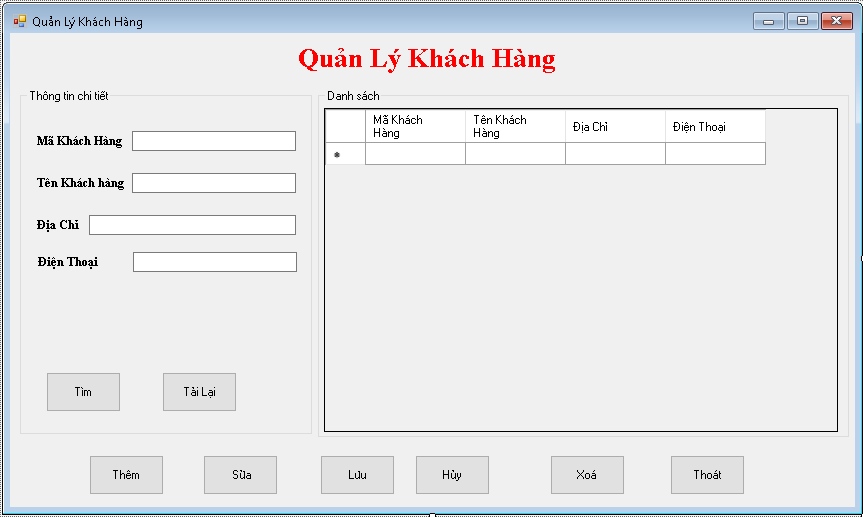 Quản Lý Khách Hàng
Quản Lý Khách Hàng
Thông tin chi tiết
Mã Khách Hàng
Tên Khách hàng
Địa Chỉ
Điện Thoại
Tìm
Tải Lại
Danh sách
Mã Khách
Hàng
Tên Khách
Hàng
Địa Chỉ
Điện Thoại
Thêm
Sửa
Lưu
Hủy
Xoá
Thoát